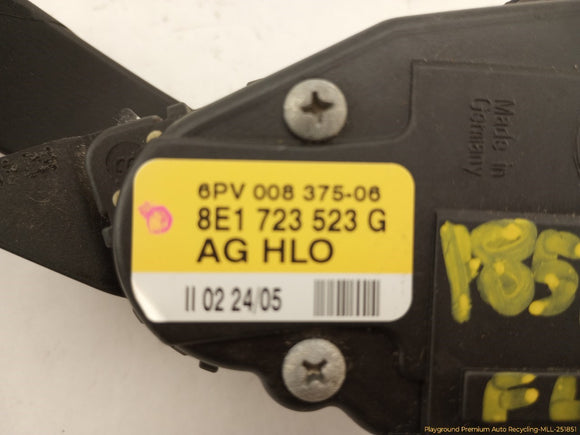 Made in
Germany
6PV 008 375-06
8E1 723 523 G
AG HLO
II 02 24/05
185
Playground Premium Auto Recycling-MLL-251851